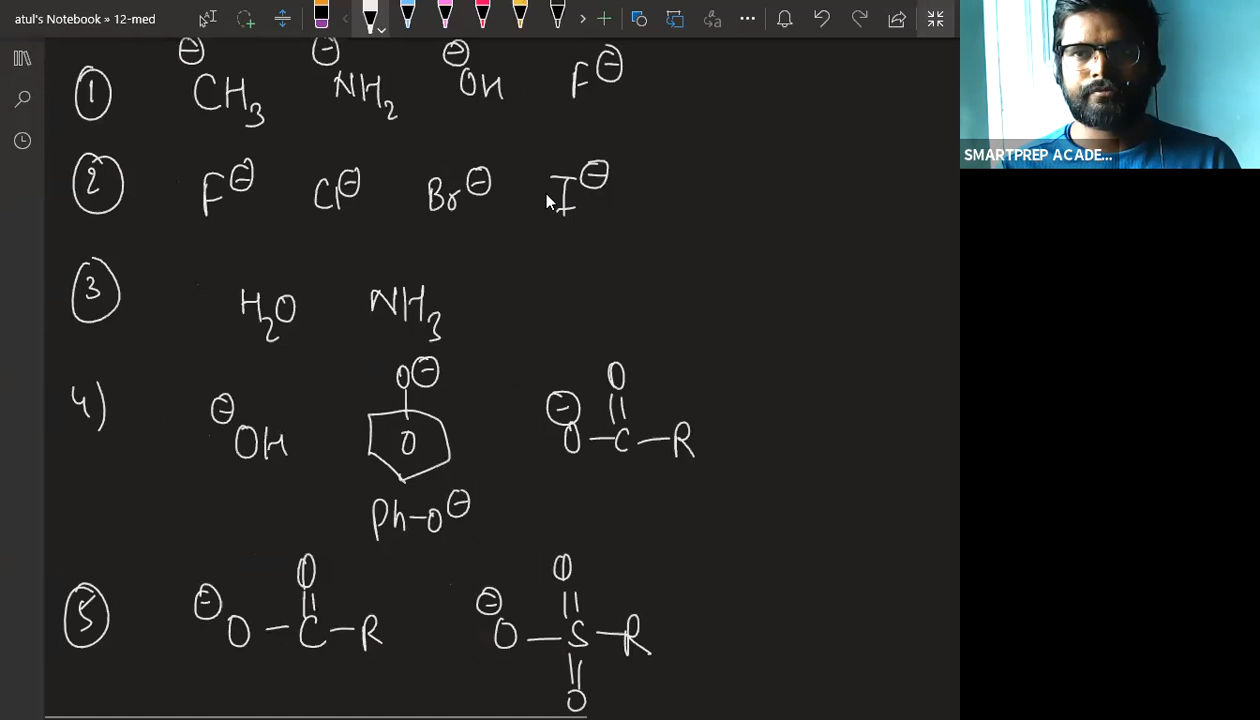 atul's Notebook » 12-med
① ⊖CH₃ ⊖NH₂ ⊖OH F⊖
② F⊖ Cl⊖ Br⊖ I⊖
③ H₂O NH₃
4) ⊖OH O⊖ O ⊖O–C–R O
Ph–O⊖
⑤ O O
⊖O–C–R ⊖O–S–R
O
SMARTPREP ACADE...